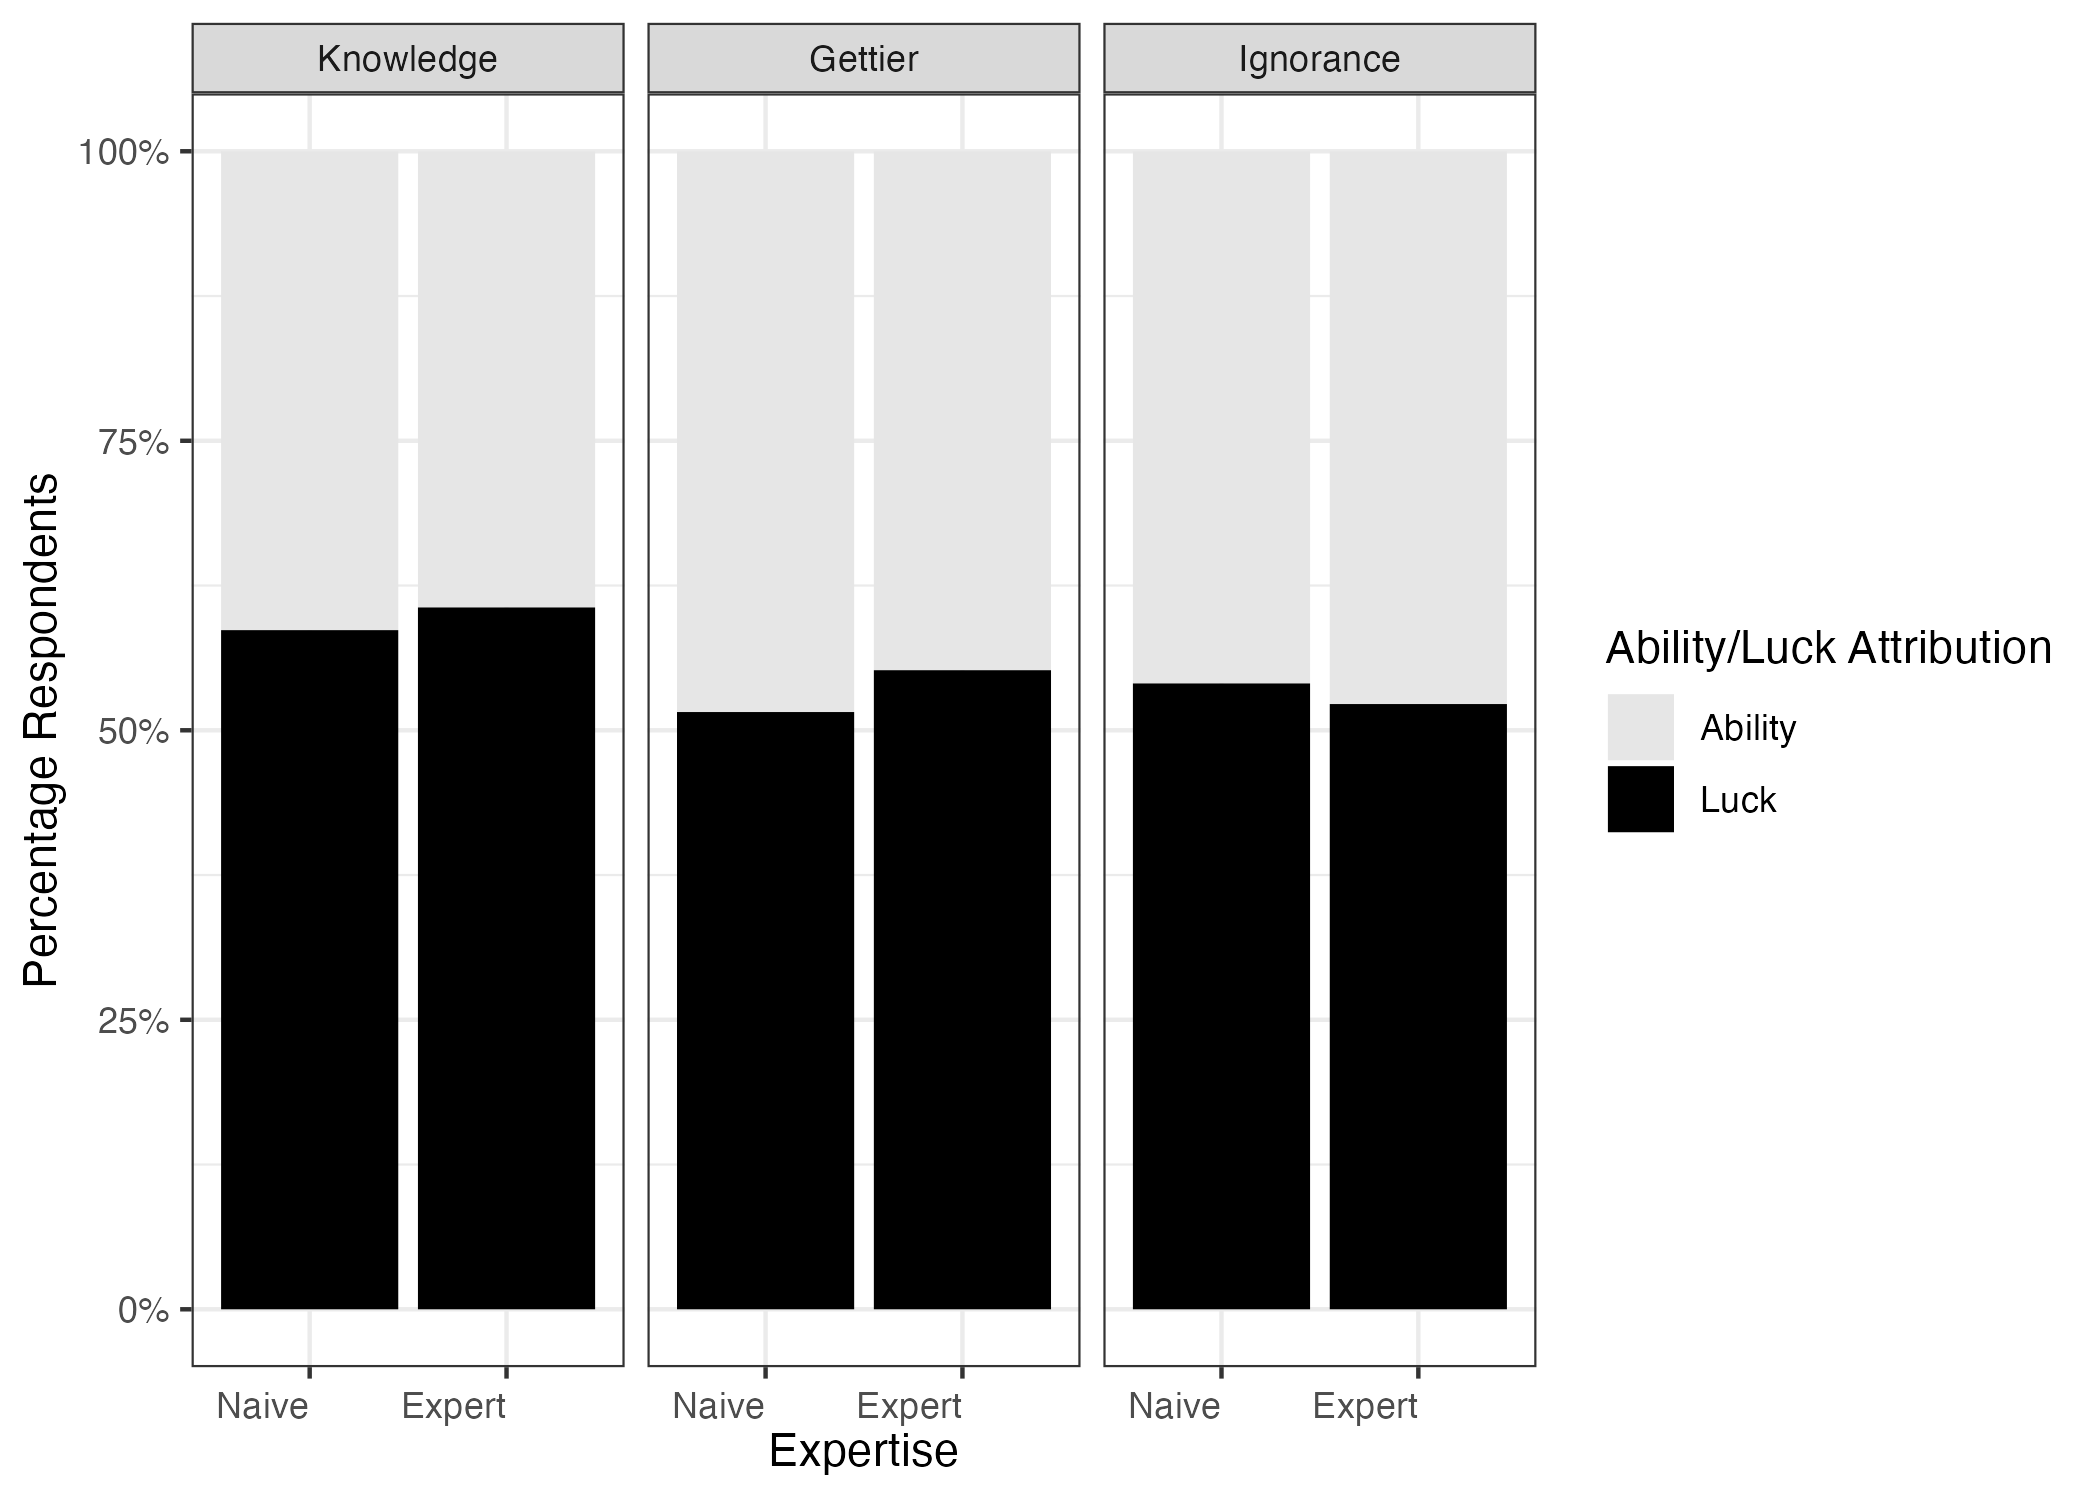 Knowledge Gettier Ignorance
100%
75%
50%
25%
0%
Percentage Respondents
Naive Expert Naive Expert Naive Expert
Expertise
Ability/Luck Attribution
Ability
Luck